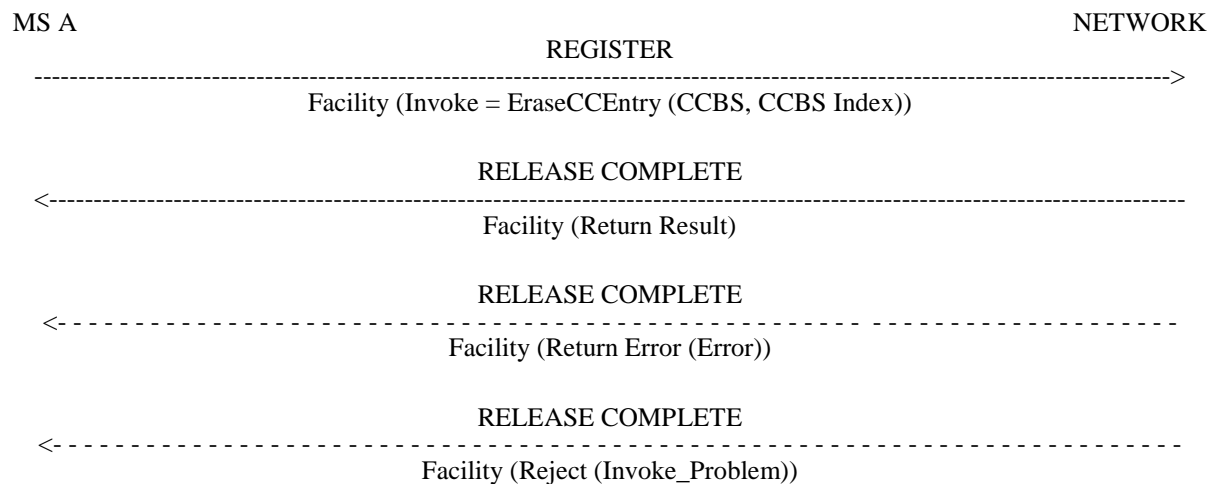 MS A NETWORK
REGISTER
------------------------------------------------------------------------------------------------------------------------------------>
Facility (Invoke = EraseCCEntry (CCBS, CCBS Index))
RELEASE COMPLETE
<------------------------------------------------------------------------------------------------------------------------------------
Facility (Return Result)
RELEASE COMPLETE
<- - - - - - - - - - - - - - - - - - - - - - - - - - - - - - - - - - - - - - - - - - - - - - - - - - - - - - - - - - - - - - - - - - - - - -
Facility (Return Error (Error))
RELEASE COMPLETE
<- - - - - - - - - - - - - - - - - - - - - - - - - - - - - - - - - - - - - - - - - - - - - - - - - - - - - - - - - - - - - - - - - - - - - -
Facility (Reject (Invoke_Problem))